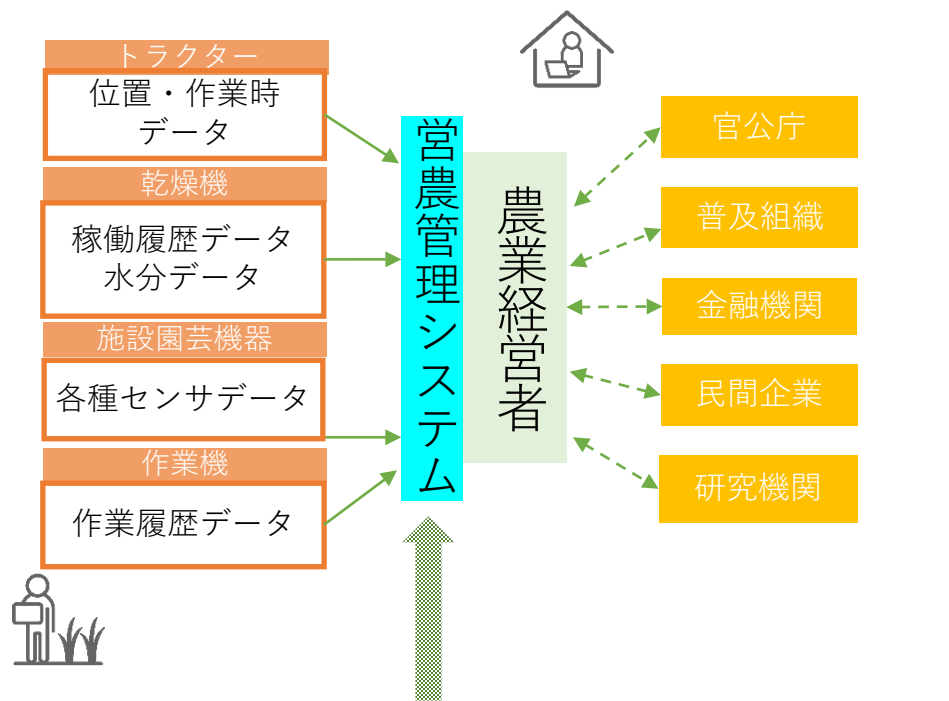 トラクター
位置・作業時
データ
乾燥機
稼働履歴データ
水分データ
施設園芸機器
各種センサデータ
作業機
作業履歴データ
営農管理システム
農業経営者
官公庁
普及組織
金融機関
民間企業
研究機関